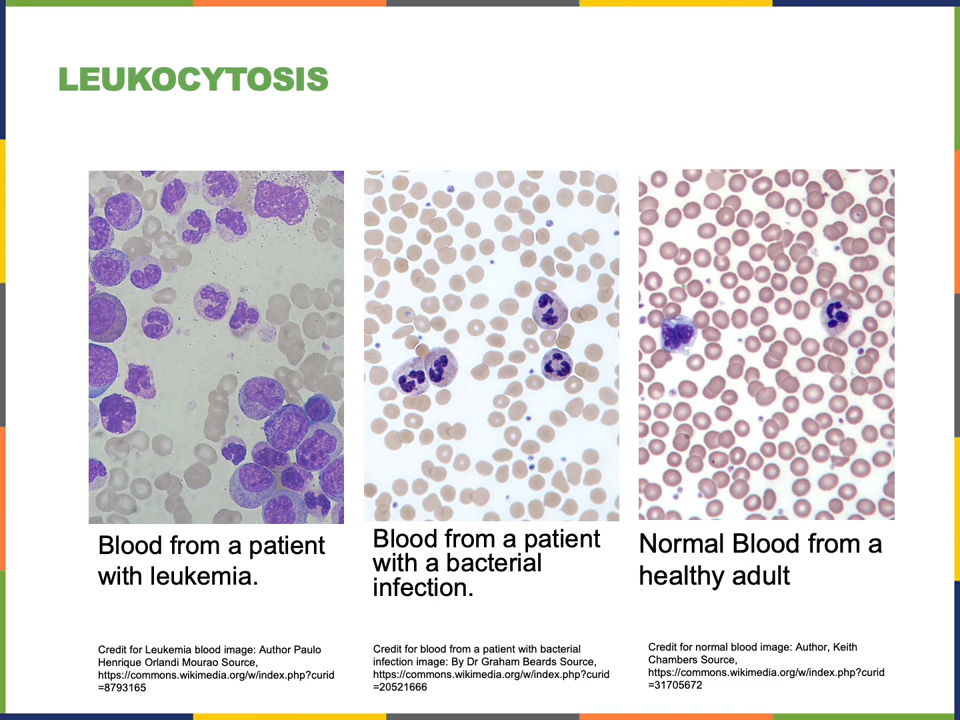 LEUKOCYTOSIS
Blood from a patient
with leukemia.
Blood from a patient
with a bacterial
infection.
Normal Blood from a
healthy adult
Credit for Leukemia blood image: Author Paulo
Henrique Orlandi Mourao Source,
https://commons.wikimedia.org/w/index.php?curid
=8793165
Credit for blood from a patient with bacterial
infection image: By Dr Graham Beards Source,
https://commons.wikimedia.org/w/index.php?curid
=20521666
Credit for normal blood image: Author, Keith
Chambers Source,
https://commons.wikimedia.org/w/index.php?curid
=31705672